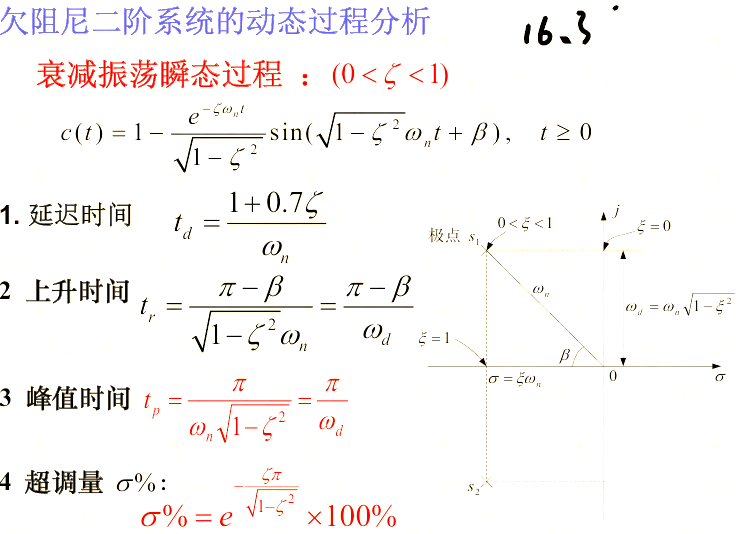 欠阻尼二阶系统的动态过程分析
16.3
衰减振荡瞬态过程 ：(0 < ζ < 1)
c(t) = 1 − e^{−ζω_n t} / √(1 − ζ²) sin(√(1 − ζ²) ω_n t + β), t ≥ 0
1. 延迟时间 t_d = (1 + 0.7ζ) / ω_n
2 上升时间 t_r = (π − β) / (√(1 − ζ²) ω_n) = (π − β) / ω_d
3 峰值时间 t_p = π / (ω_n √(1 − ζ²)) = π / ω_d
4 超调量 σ%:
σ% = e^{−ζπ / √(1 − ζ²)} × 100%
j
0 < ξ < 1
ξ = 0
极点 s₁
ω_n
ω_d = ω_n √(1 − ξ²)
ξ = 1
β
σ = ξω_n
0
σ
s₂